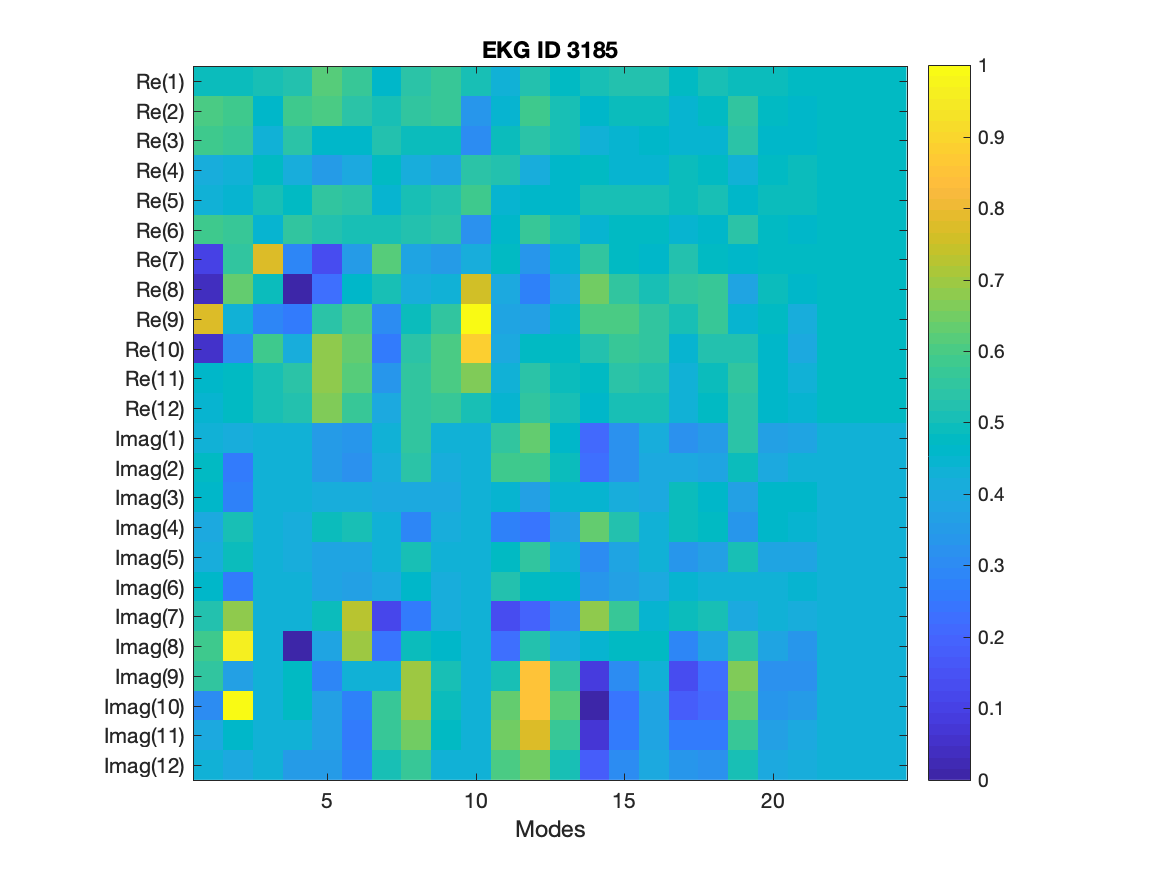 EKG ID 3185
Re(1)
Re(2)
Re(3)
Re(4)
Re(5)
Re(6)
Re(7)
Re(8)
Re(9)
Re(10)
Re(11)
Re(12)
Imag(1)
Imag(2)
Imag(3)
Imag(4)
Imag(5)
Imag(6)
Imag(7)
Imag(8)
Imag(9)
Imag(10)
Imag(11)
Imag(12)
5 10 15 20
Modes
1
0.9
0.8
0.7
0.6
0.5
0.4
0.3
0.2
0.1
0